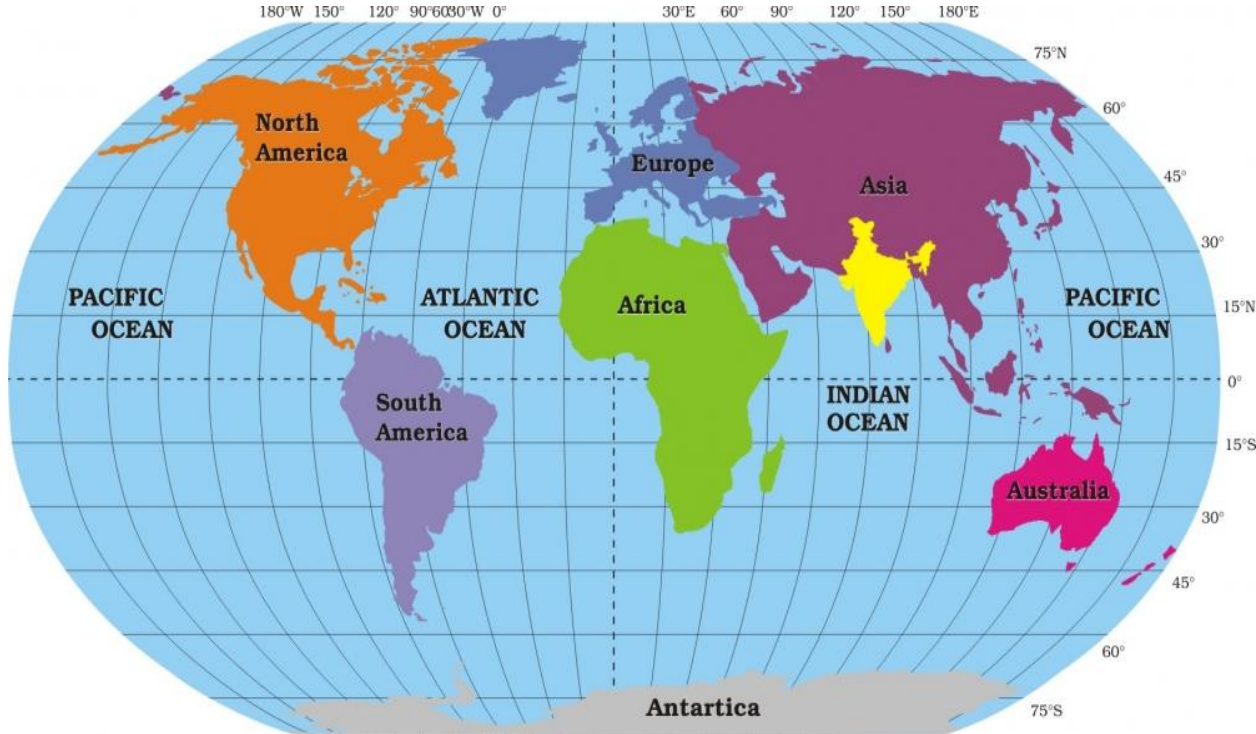 180°W 150° 120° 90°60°30°W 0° 30°E 60° 90° 120° 150° 180°E
75°N
60°
North
America
Europe
Asia
45°
30°
PACIFIC
OCEAN
ATLANTIC
OCEAN
Africa
PACIFIC
OCEAN
15°N
0°
INDIAN
OCEAN
South
America
15°S
Australia
30°
45°
60°
Antartica
75°S